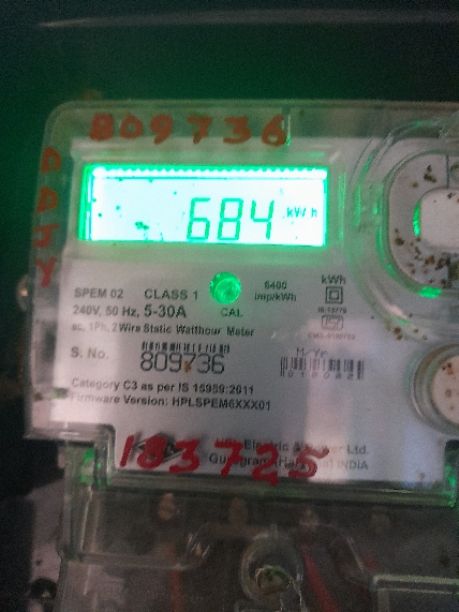 809736
DDJY
684 kWh
SPEM 02 CLASS 1
6400 imp/kWh
kWh
240V, 50 Hz, 5-30A
CAL
ac, 1Ph, 2 Wire Static Watthour Meter
S. No.
809736
M/Yr
Category C3 as per IS 15959:2011
Firmware Version: HPLSPEM6XXX01
183725
Electric & Power Ltd.
INDIA